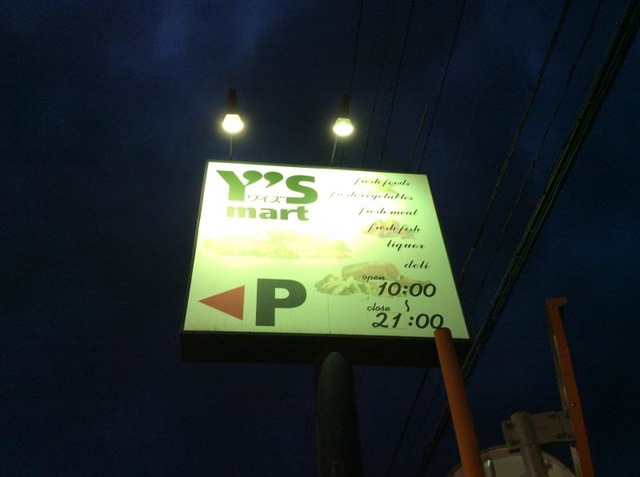 Y's
ワイズ
mart
fresh foods
fresh vegetables
fresh meat
fresh fish
liquor
deli
P
open
10:00
~
close
21:00